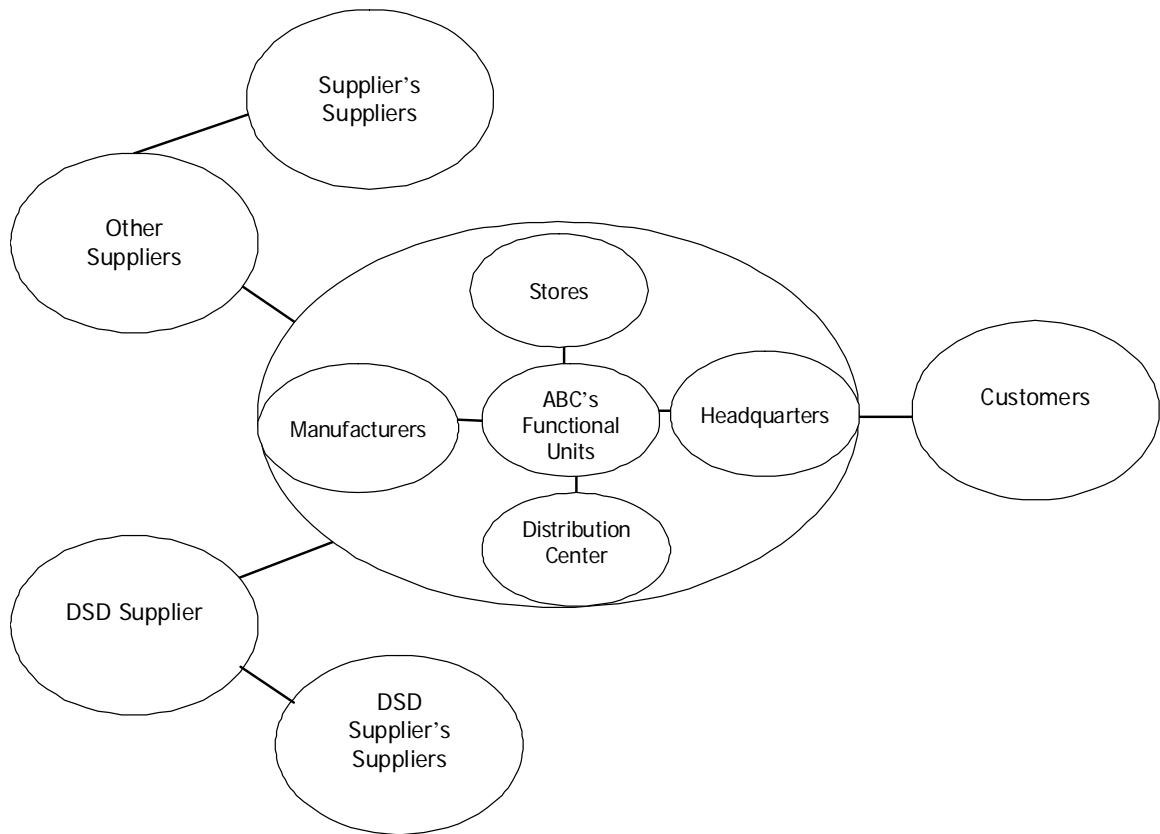 Supplier’s
Suppliers
Other
Suppliers
Stores
Manufacturers
ABC’s
Functional
Units
Headquarters
Customers
Distribution
Center
DSD Supplier
DSD
Supplier’s
Suppliers